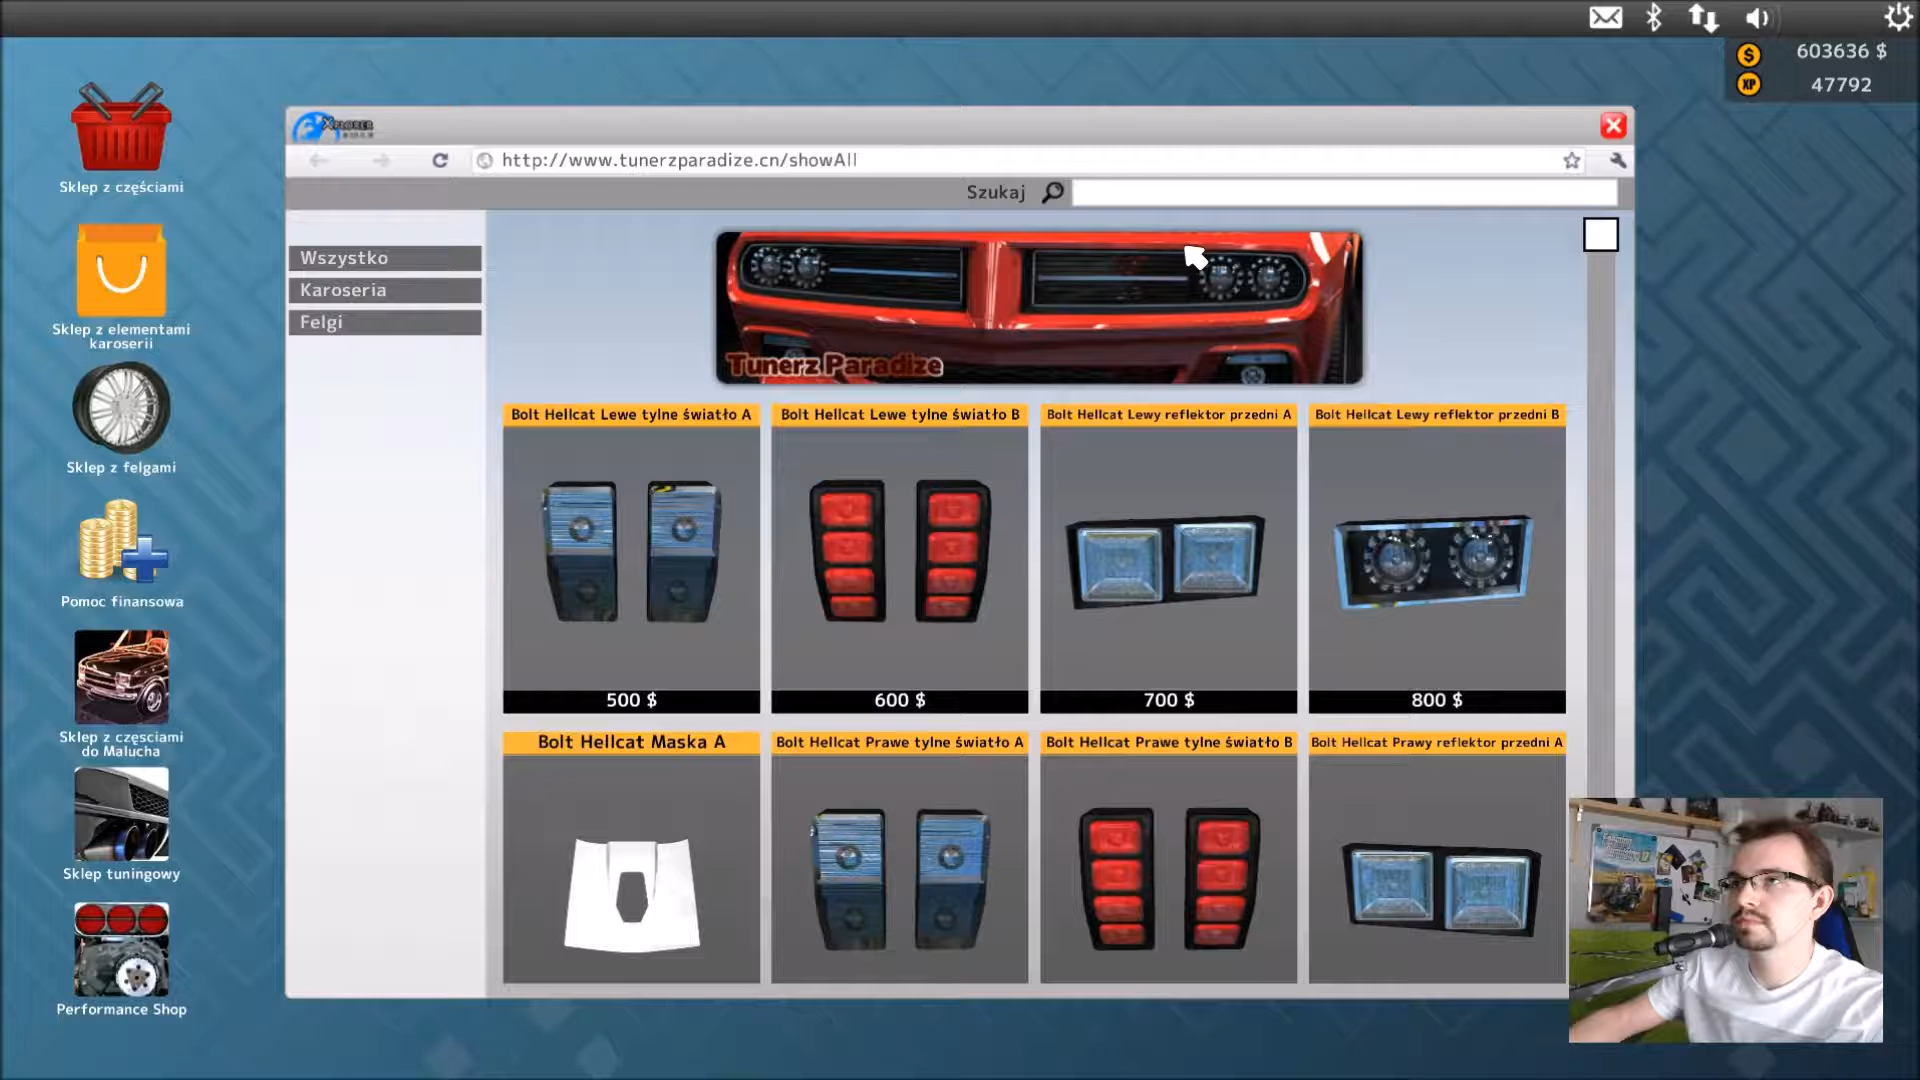 603636 $
XP 47792
Sklep z częściami
Sklep z elementami
karoserii
Sklep z felgami
Pomoc finansowa
Sklep z częsciami
do Malucha
Sklep tuningowy
Performance Shop
XPLORER
http://www.tunerzparadize.cn/showAll
Szukaj
Wszystko
Karoseria
Felgi
Tunerz Paradize
Bolt Hellcat Lewe tylne światło A
Bolt Hellcat Lewe tylne światło B
Bolt Hellcat Lewy reflektor przedni A
Bolt Hellcat Lewy reflektor przedni B
500 $
600 $
700 $
800 $
Bolt Hellcat Maska A
Bolt Hellcat Prawe tylne światło A
Bolt Hellcat Prawe tylne światło B
Bolt Hellcat Prawy reflektor przedni A